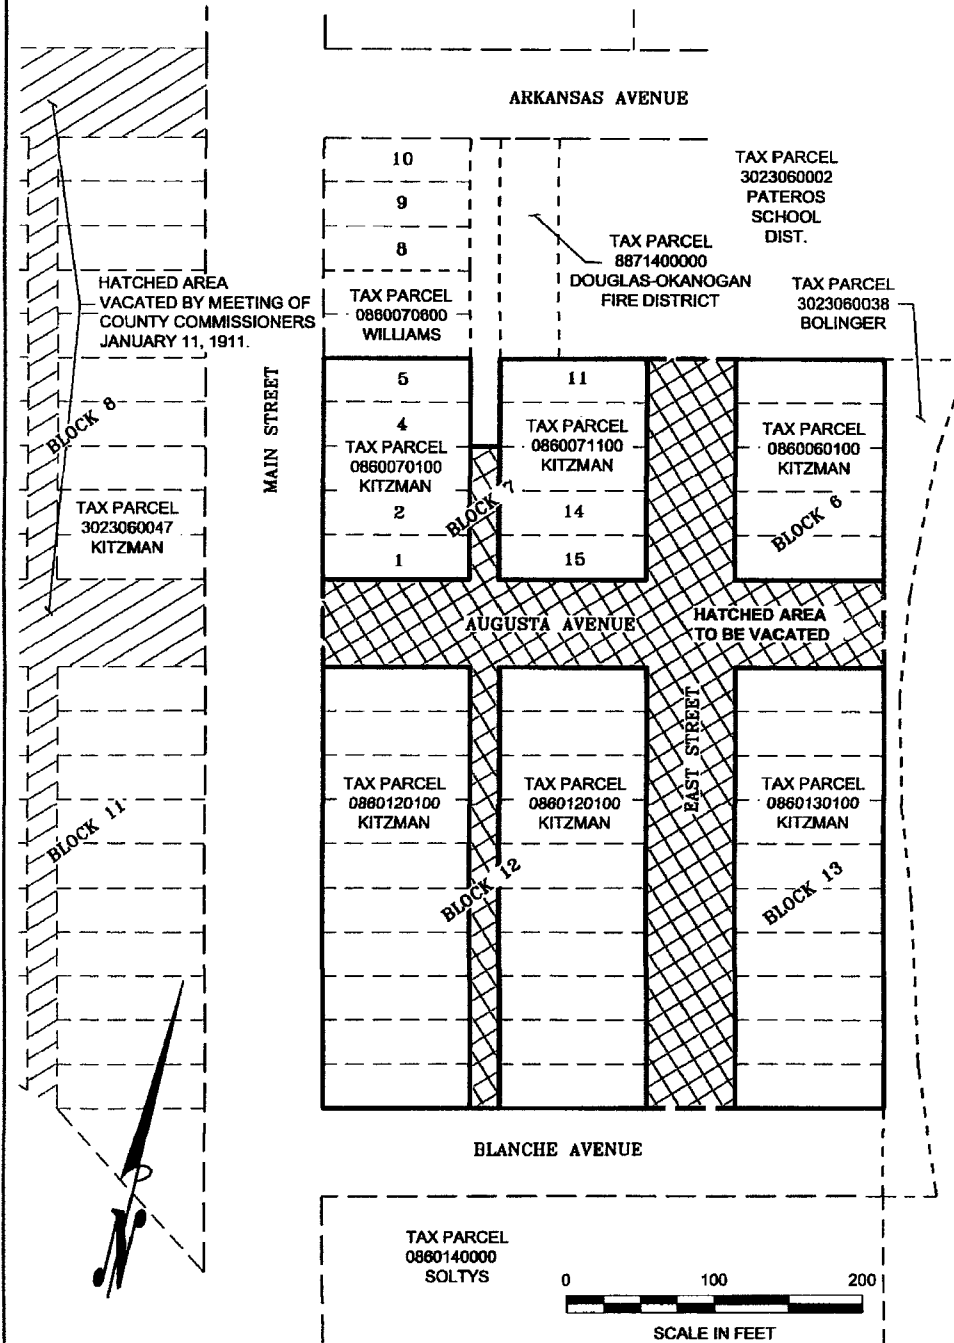 ARKANSAS AVENUE
10
9
8
TAX PARCEL
3023060002
PATEROS
SCHOOL
DIST.
TAX PARCEL
8871400000
DOUGLAS-OKANOGAN
FIRE DISTRICT
HATCHED AREA
VACATED BY MEETING OF
COUNTY COMMISSIONERS
JANUARY 11, 1911.
TAX PARCEL
0860070600
WILLIAMS
TAX PARCEL
3023060038
BOLINGER
MAIN STREET
BLOCK 8
5
4
TAX PARCEL
0860070100
KITZMAN
2
1
BLOCK 7
11
TAX PARCEL
0860071100
KITZMAN
14
15
TAX PARCEL
0860060100
KITZMAN
BLOCK 6
TAX PARCEL
3023060047
KITZMAN
AUGUSTA AVENUE
HATCHED AREA
TO BE VACATED
EAST STREET
TAX PARCEL
0860120100
KITZMAN
TAX PARCEL
0860120100
KITZMAN
TAX PARCEL
0860130100
KITZMAN
BLOCK 11
BLOCK 12
BLOCK 13
BLANCHE AVENUE
N
TAX PARCEL
0860140000
SOLTYS
0 100 200
SCALE IN FEET